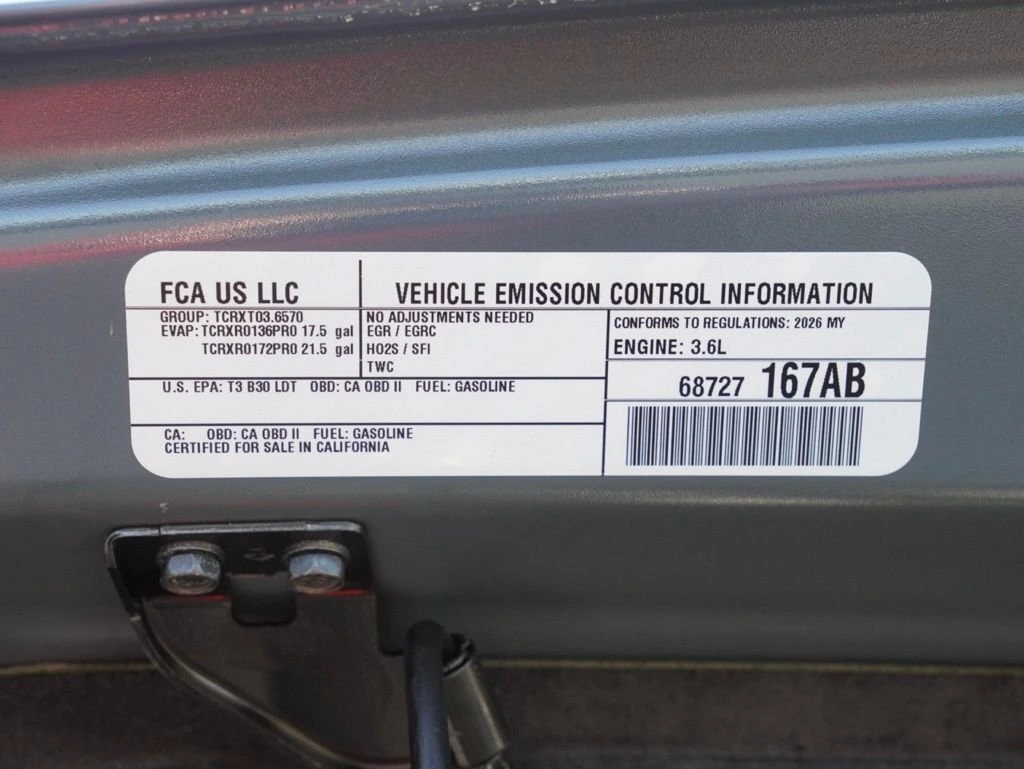 FCA US LLC
VEHICLE EMISSION CONTROL INFORMATION
GROUP: TCRXT03.6570
EVAP: TCRXR0136PR0 17.5 gal
TCRXR0172PR0 21.5 gal
NO ADJUSTMENTS NEEDED
EGR / EGRC
HO2S / SFI
TWC
CONFORMS TO REGULATIONS: 2026 MY
ENGINE: 3.6L
U.S. EPA: T3 B30 LDT OBD: CA OBD II FUEL: GASOLINE
68727 167AB
CA: OBD: CA OBD II FUEL: GASOLINE
CERTIFIED FOR SALE IN CALIFORNIA